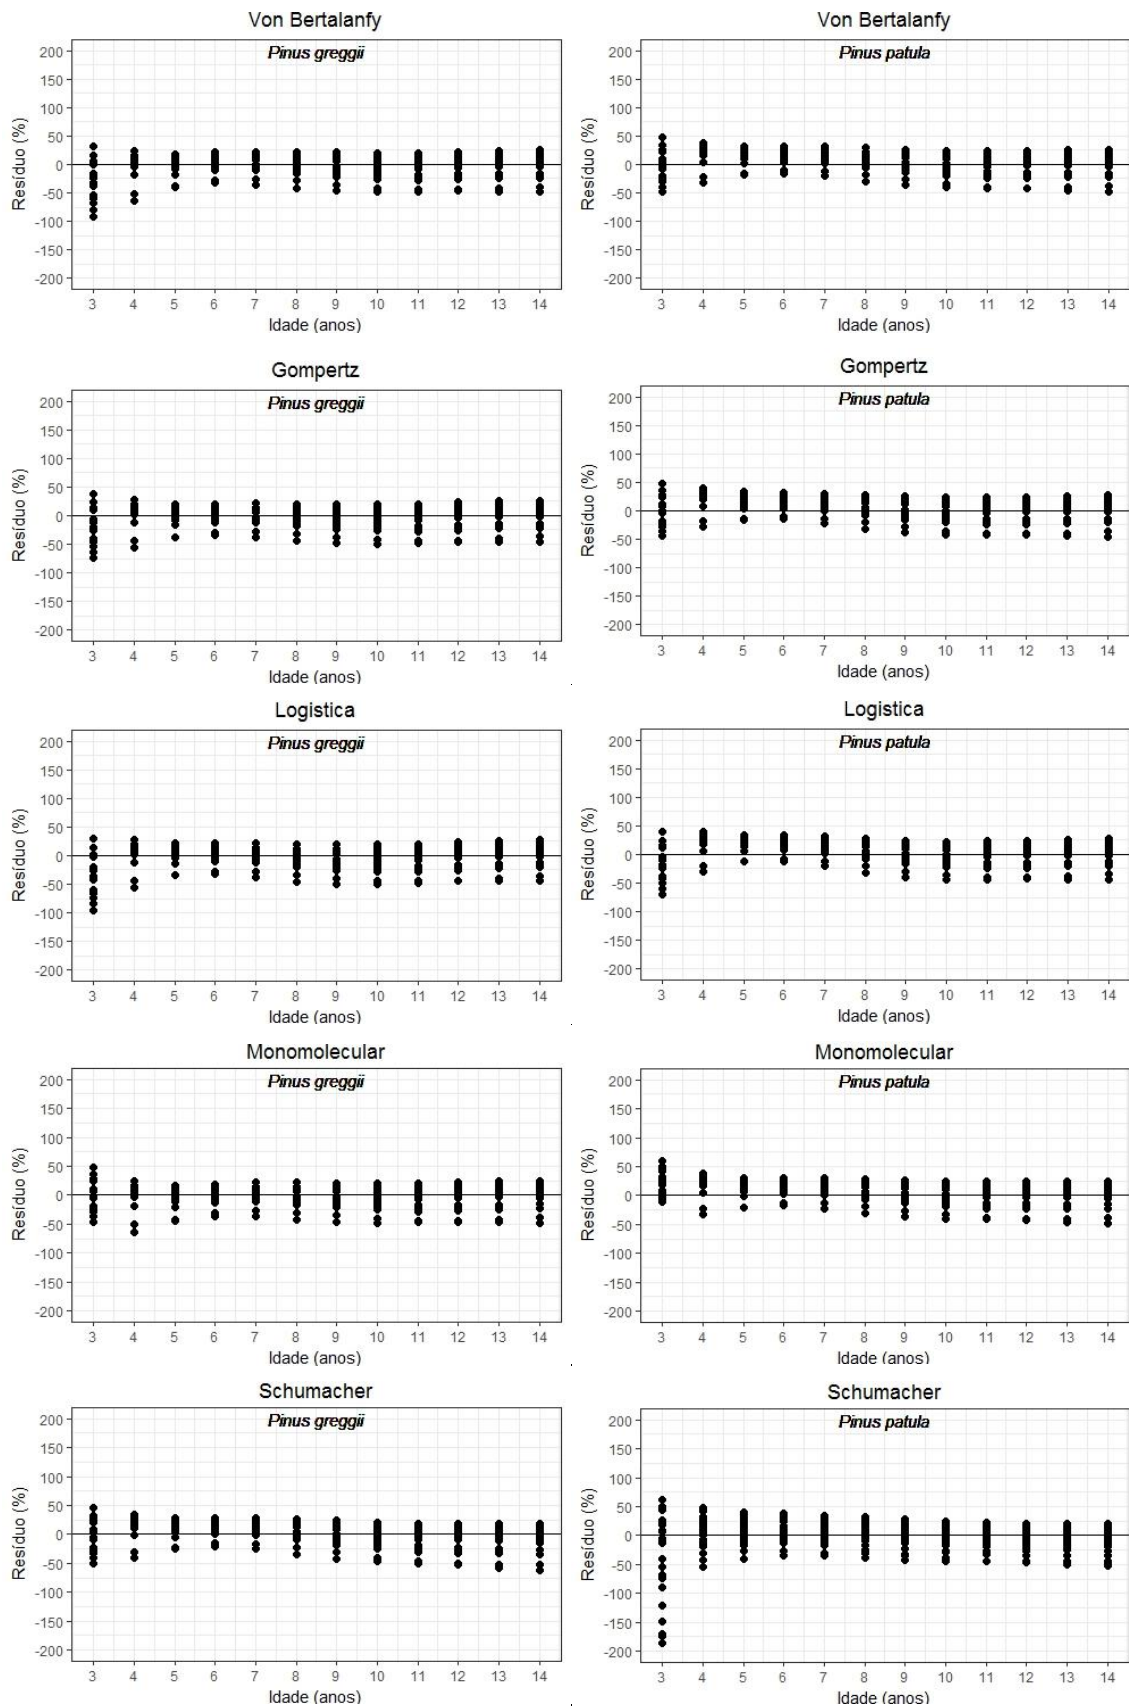 Von Bertalanfy
Pinus greggii
200
150
100
50
0
-50
-100
-150
-200
Resíduo (%)
3 4 5 6 7 8 9 10 11 12 13 14
Idade (anos)
Von Bertalanfy
Pinus patula
200
150
100
50
0
-50
-100
-150
-200
Resíduo (%)
3 4 5 6 7 8 9 10 11 12 13 14
Idade (anos)
Gompertz
Pinus greggii
200
150
100
50
0
-50
-100
-150
-200
Resíduo (%)
3 4 5 6 7 8 9 10 11 12 13 14
Idade (anos)
Gompertz
Pinus patula
200
150
100
50
0
-50
-100
-150
-200
Resíduo (%)
3 4 5 6 7 8 9 10 11 12 13 14
Idade (anos)
Logistica
Pinus greggii
200
150
100
50
0
-50
-100
-150
-200
Resíduo (%)
3 4 5 6 7 8 9 10 11 12 13 14
Idade (anos)
Logistica
Pinus patula
200
150
100
50
0
-50
-100
-150
-200
Resíduo (%)
3 4 5 6 7 8 9 10 11 12 13 14
Idade (anos)
Monomolecular
Pinus greggii
200
150
100
50
0
-50
-100
-150
-200
Resíduo (%)
3 4 5 6 7 8 9 10 11 12 13 14
Idade (anos)
Monomolecular
Pinus patula
200
150
100
50
0
-50
-100
-150
-200
Resíduo (%)
3 4 5 6 7 8 9 10 11 12 13 14
Idade (anos)
Schumacher
Pinus greggii
200
150
100
50
0
-50
-100
-150
-200
Resíduo (%)
3 4 5 6 7 8 9 10 11 12 13 14
Idade (anos)
Schumacher
Pinus patula
200
150
100
50
0
-50
-100
-150
-200
Resíduo (%)
3 4 5 6 7 8 9 10 11 12 13 14
Idade (anos)